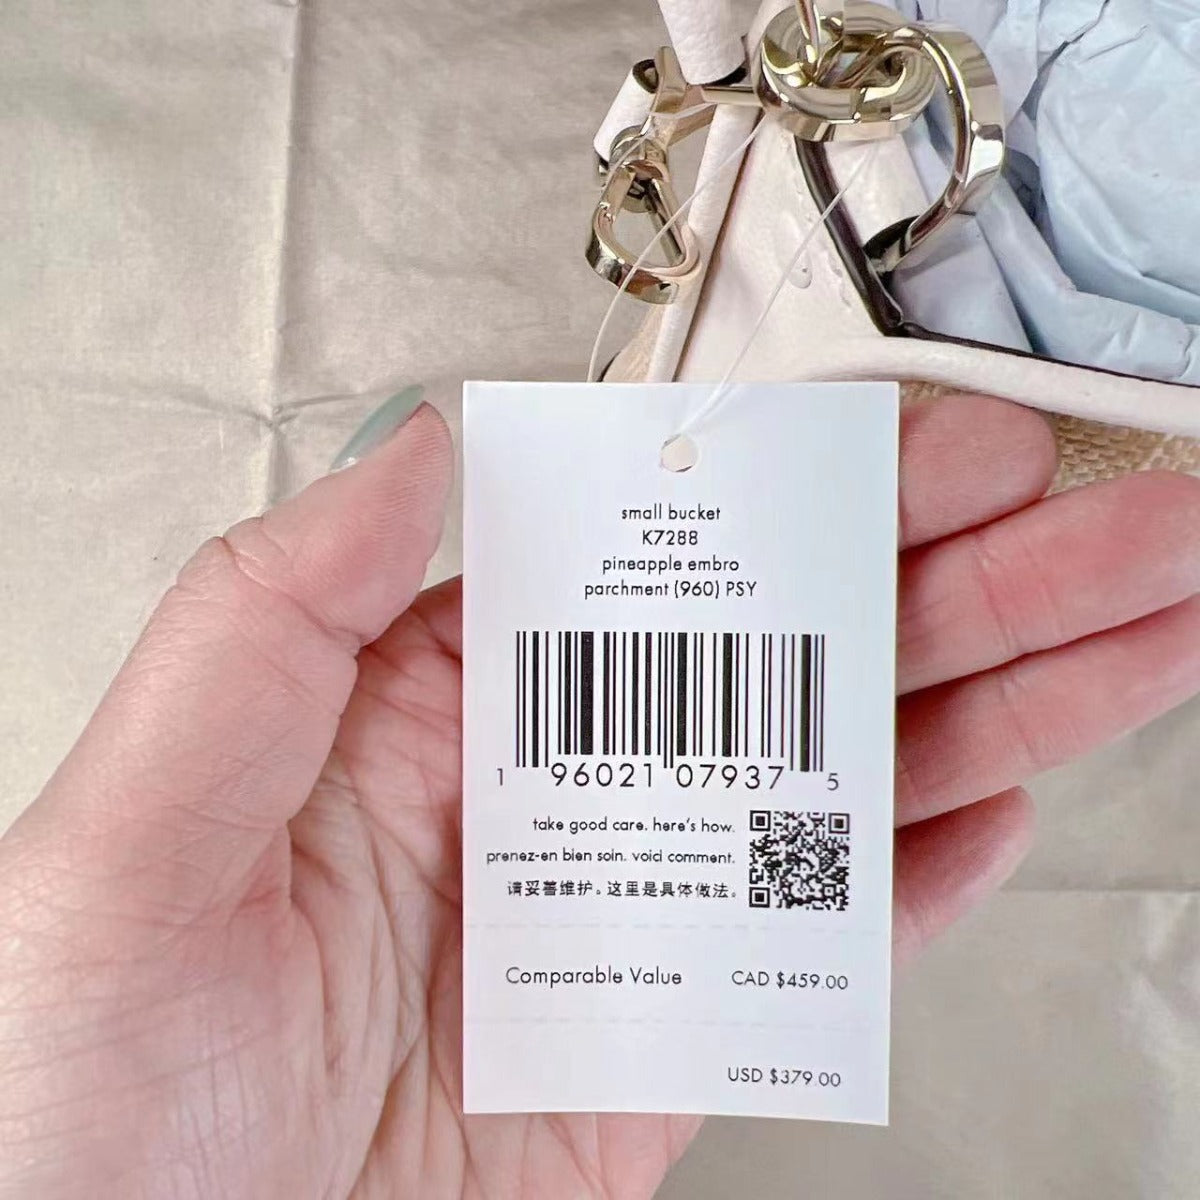 small bucket
K7288
pineapple embro
parchment (960) PSY
1 96021 07937 5
take good care. here's how.
prenez-en bien soin. voici comment.
请妥善维护。这里是具体做法。
Comparable Value CAD $459.00
USD $379.00